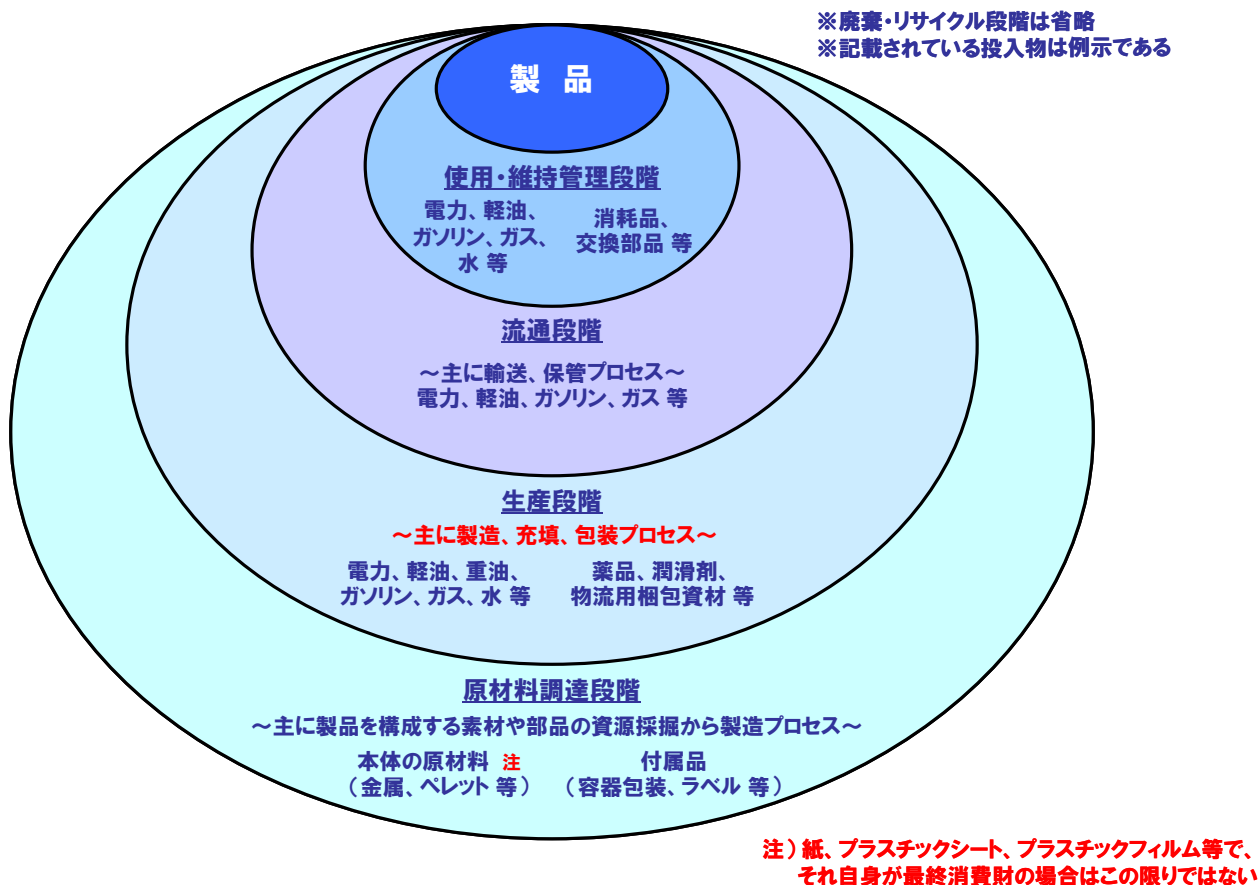 ※廃棄・リサイクル段階は省略
※記載されている投入物は例示である
製 品
使用・維持管理段階
電力、軽油、
ガソリン、ガス、
水 等
消耗品、
交換部品 等
流通段階
～主に輸送、保管プロセス～
電力、軽油、ガソリン、ガス 等
生産段階
～主に製造、充填、包装プロセス～
電力、軽油、重油、
ガソリン、ガス、水 等
薬品、潤滑剤、
物流用梱包資材 等
原材料調達段階
～主に製品を構成する素材や部品の資源採掘から製造プロセス～
本体の原材料 注
（金属、ペレット 等）
付属品
（容器包装、ラベル 等）
注）紙、プラスチックシート、プラスチックフィルム等で、
それ自身が最終消費財の場合はこの限りではない